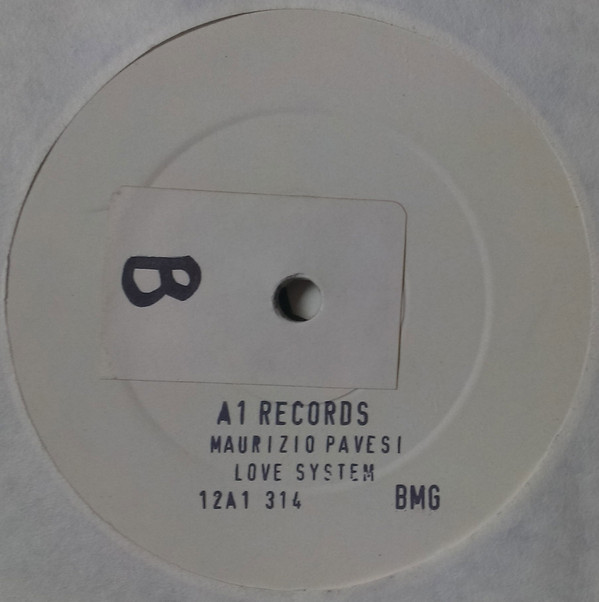 B
A1 RECORDS
MAURIZIO PAVESI
LOVE SYSTEM
12A1 314 BMG